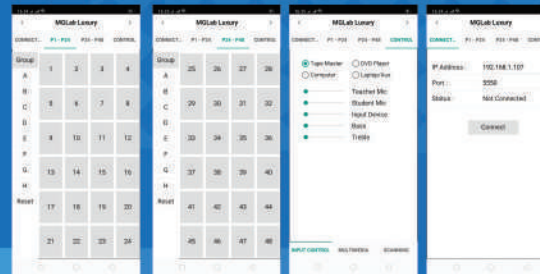 MGLab Luxury
CONNECT... P1 - P24 P25 - P48 CONTROL
Group
A
B
C
D
E
F
G
H
Reset
1 2 3 4
5 6 7 8
9 10 11 12
13 14 15 16
17 18 19 20
21 22 23 24
MGLab Luxury
CONNECT... P1 - P24 P25 - P48 CONTROL
Group
A
B
C
D
E
F
G
H
Reset
25 26 27 28
29 30 31 32
33 34 35 36
37 38 39 40
41 42 43 44
45 46 47 48
MGLab Luxury
CONNECT... P1 - P24 P25 - P48 CONTROL
Tape Master DVD Player
Computer Laptop/Aux
Teacher Mic
Student Mic
Input Device
Bass
Treble
INPUT CONTROL MULTIMEDIA SCANNING
MGLab Luxury
CONNECT... P1 - P24 P25 - P48
IP Address: 192.168.1.107
Port:
Status: Not Connected
Connect